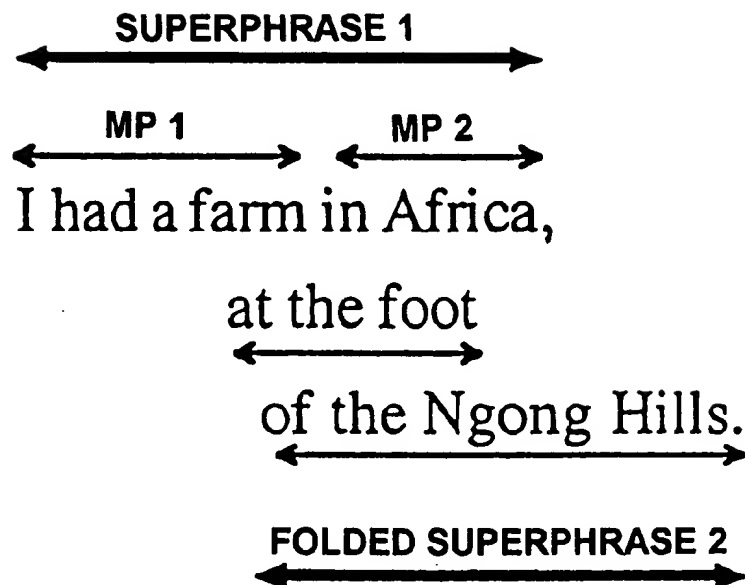 SUPERPHRASE 1
MP 1 MP 2
I had a farm in Africa,
at the foot
of the Ngong Hills.
FOLDED SUPERPHRASE 2